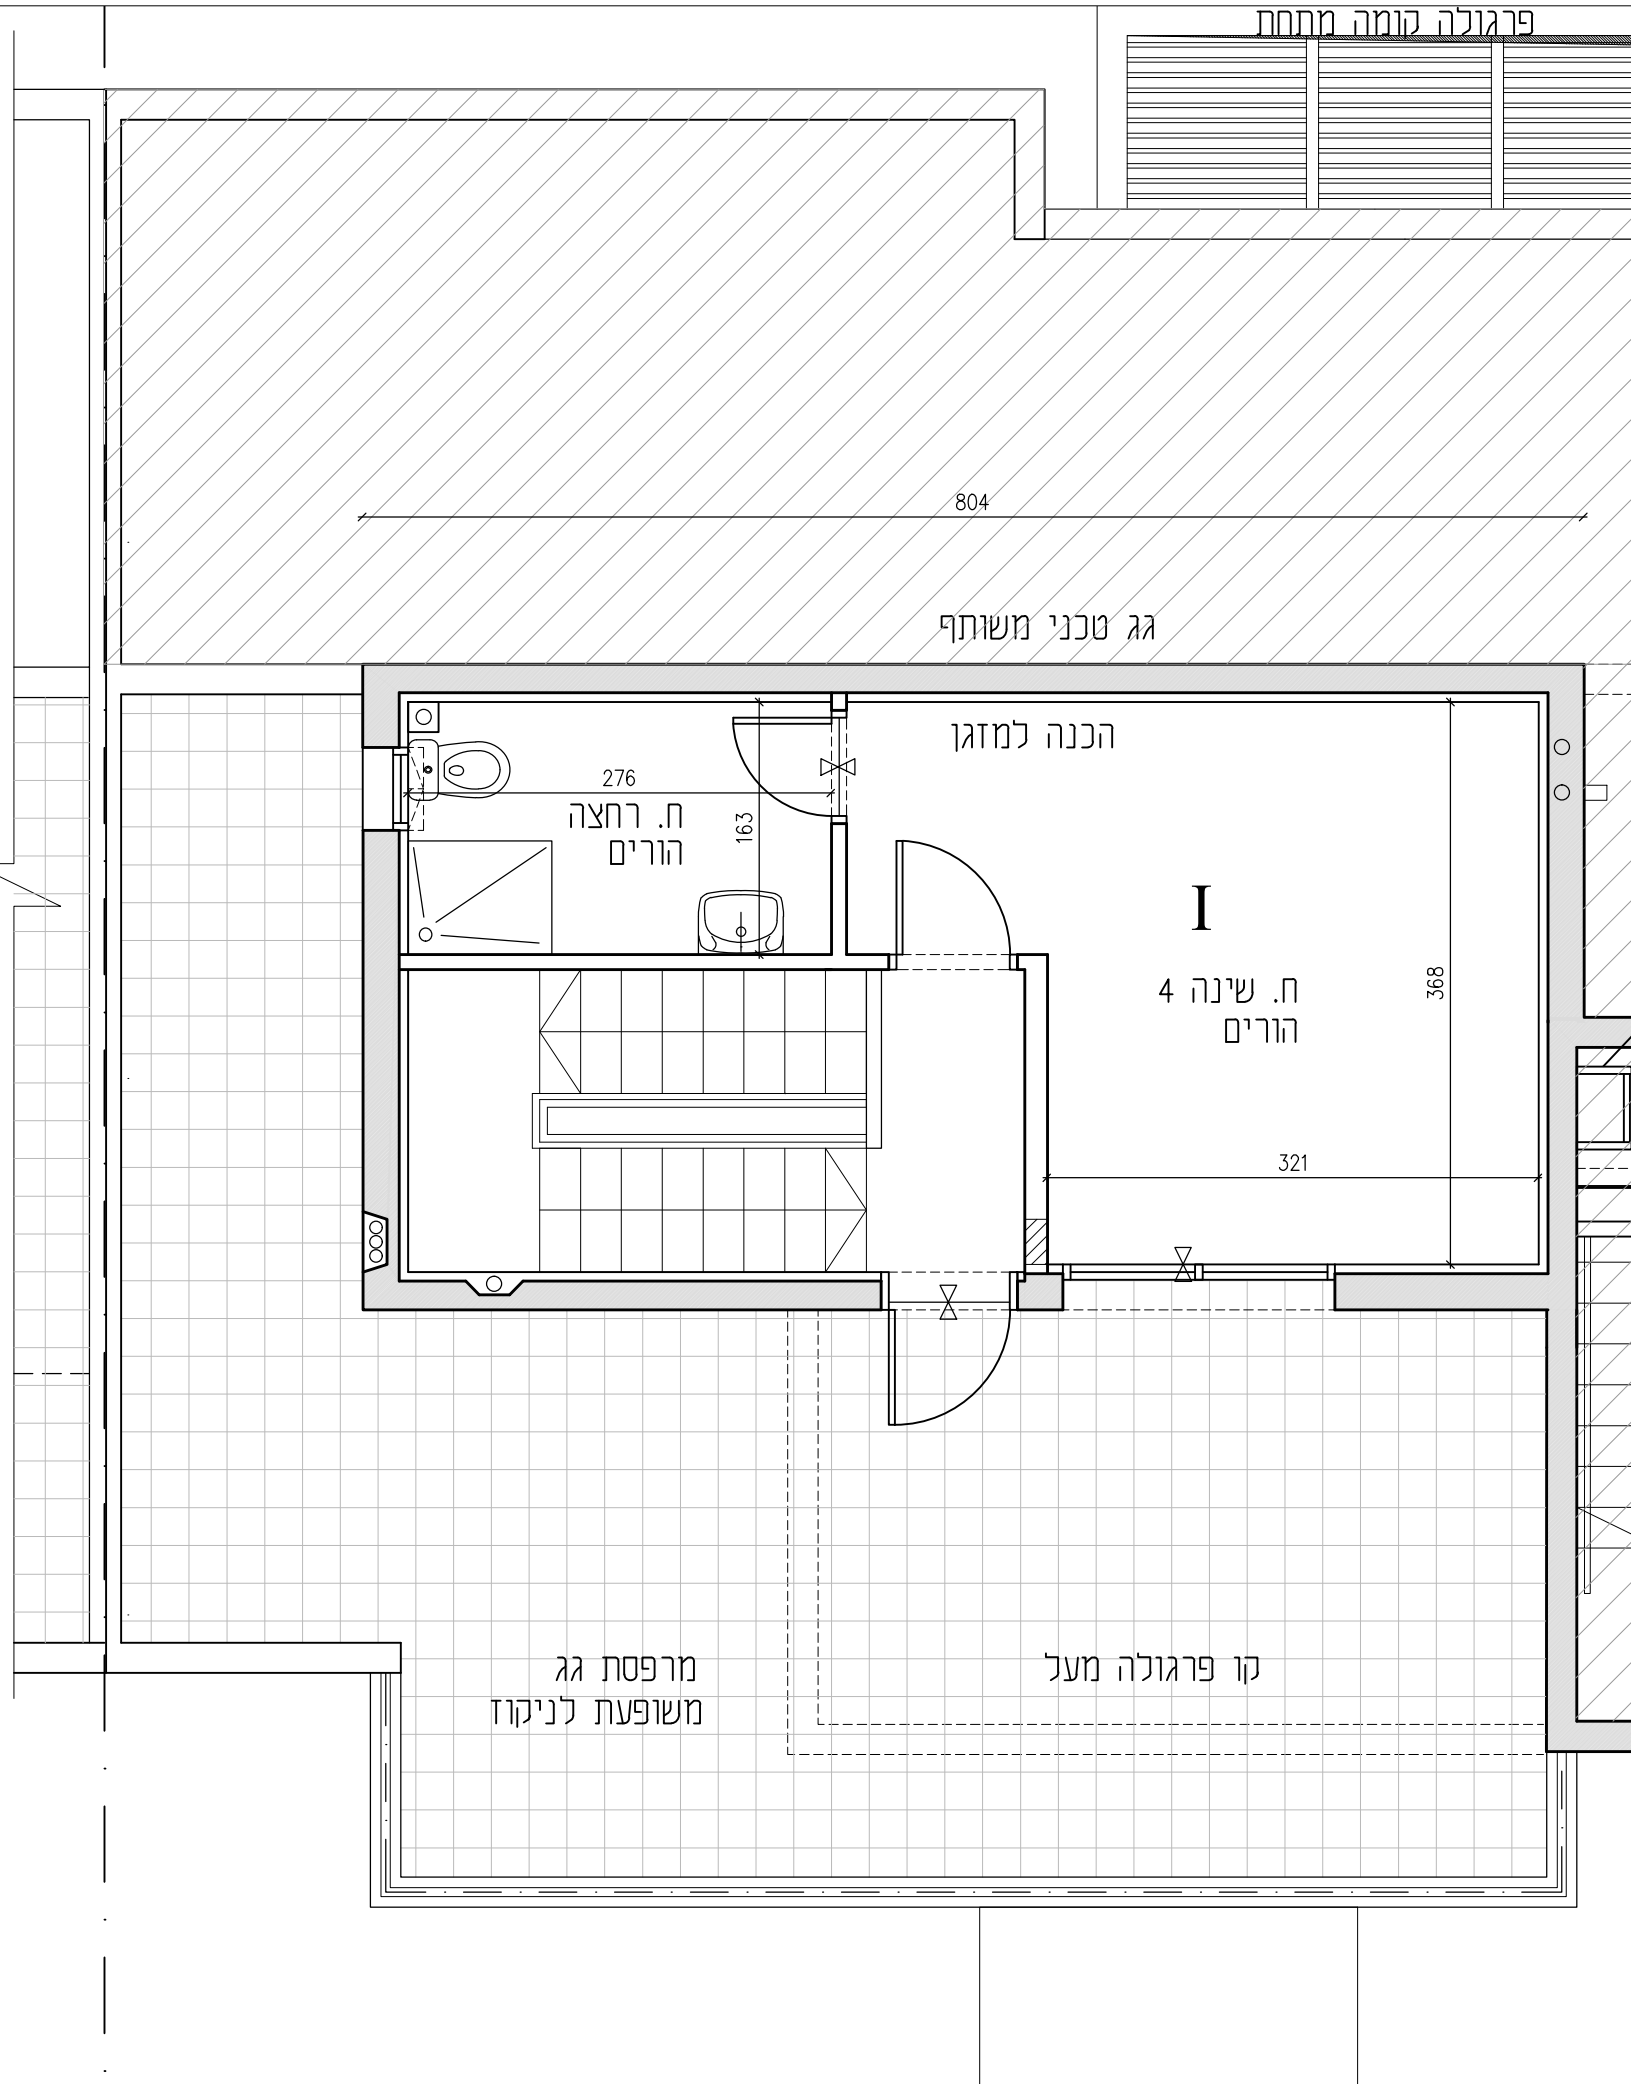 פרגולה קומה מתחת
804
גג טכני משותף
הכנה למזגן
276
ח. רחצה
הורים
163
I
ח. שינה 4
הורים
368
321
קו פרגולה מעל
מרפסת גג
משופעת לניקוז